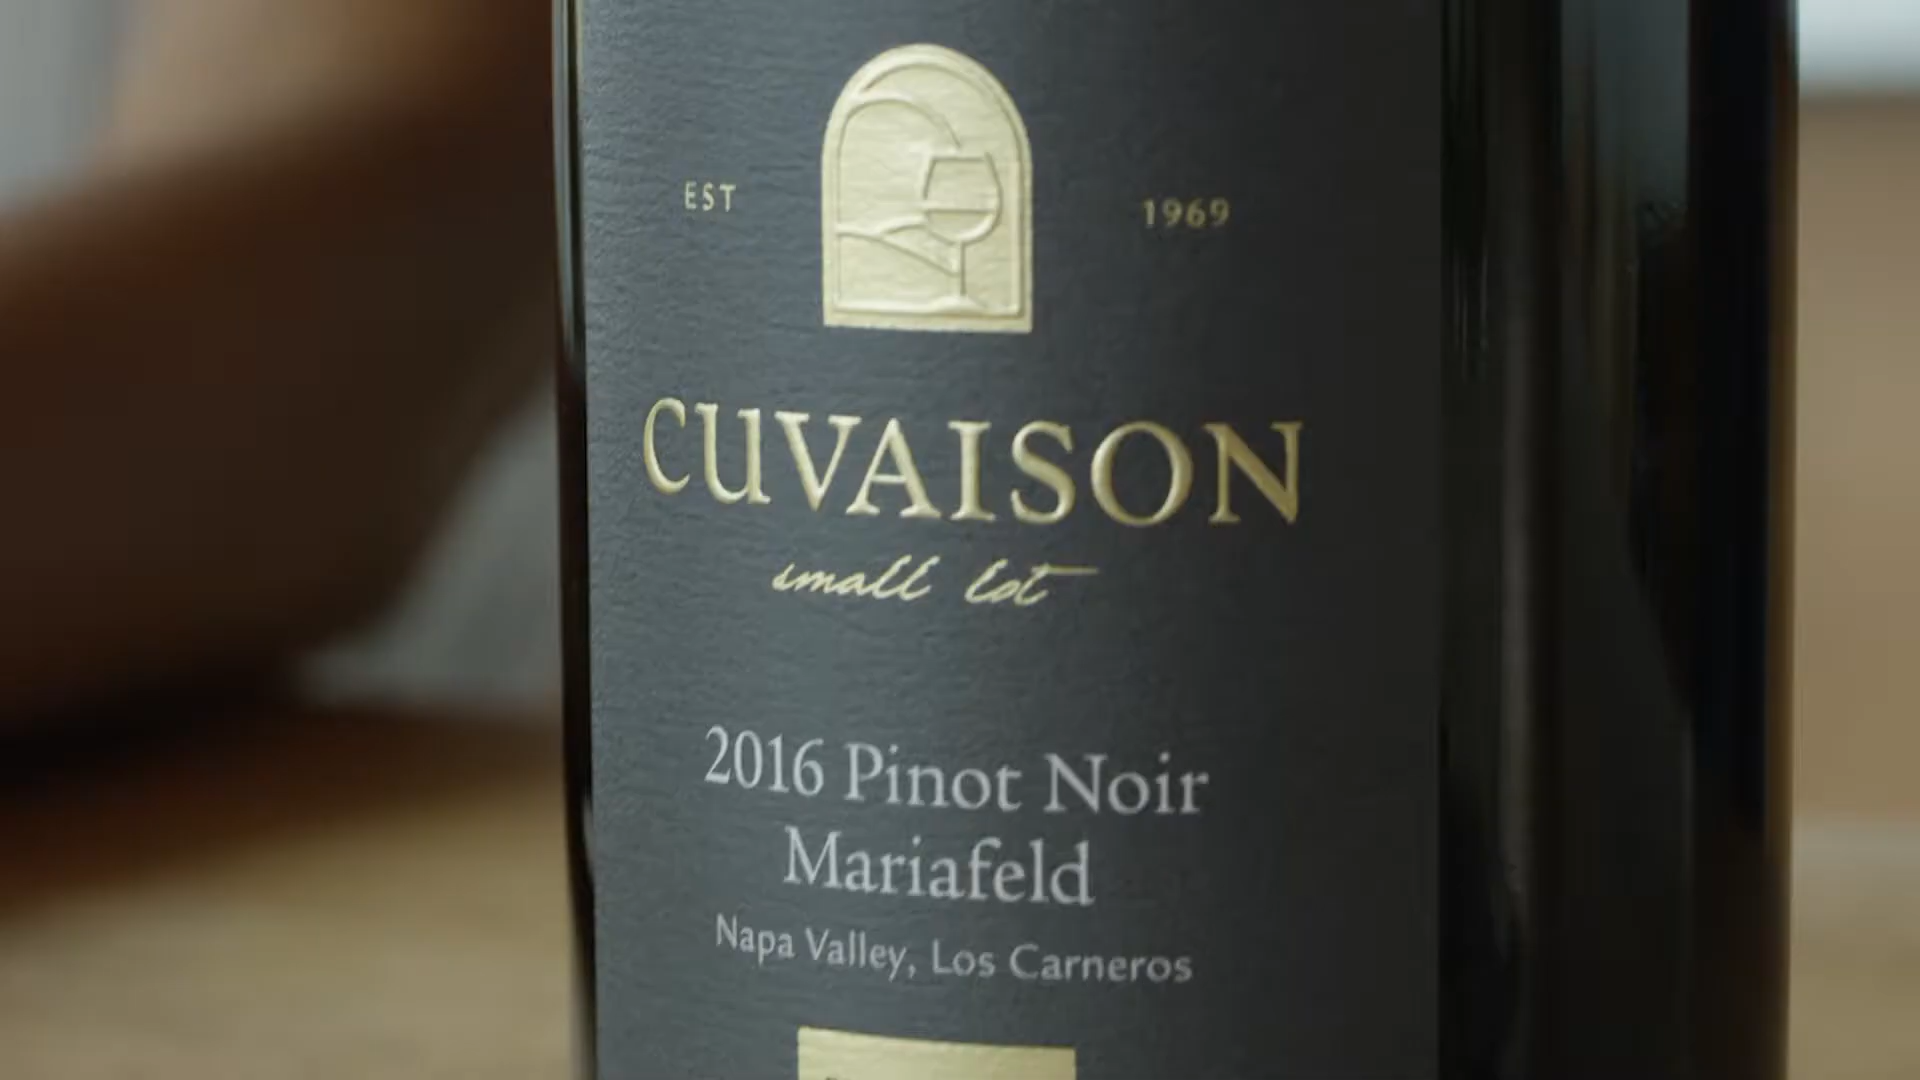 EST 1969
CUVAISON
small lot
2016 Pinot Noir
Mariafeld
Napa Valley, Los Carneros